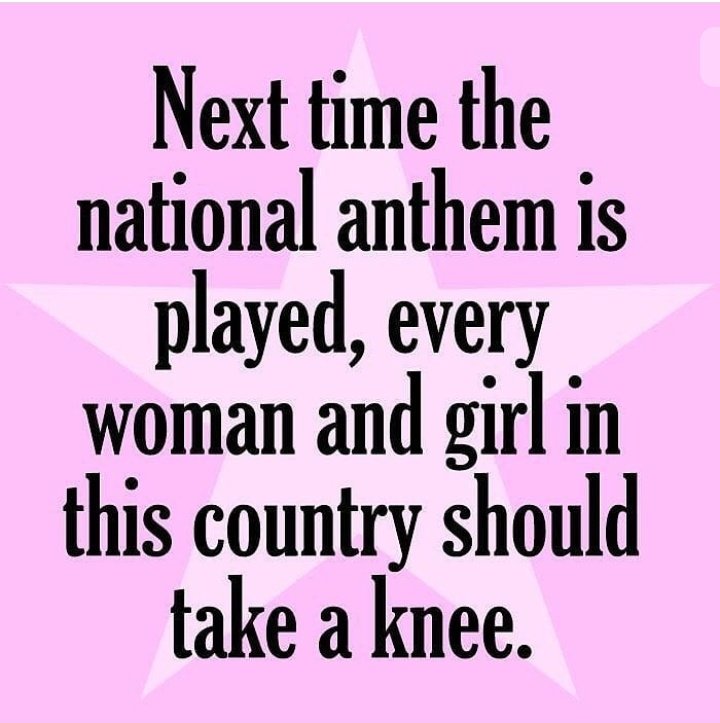 Next time the
national anthem is
played, every
woman and girl in
this country should
take a knee.